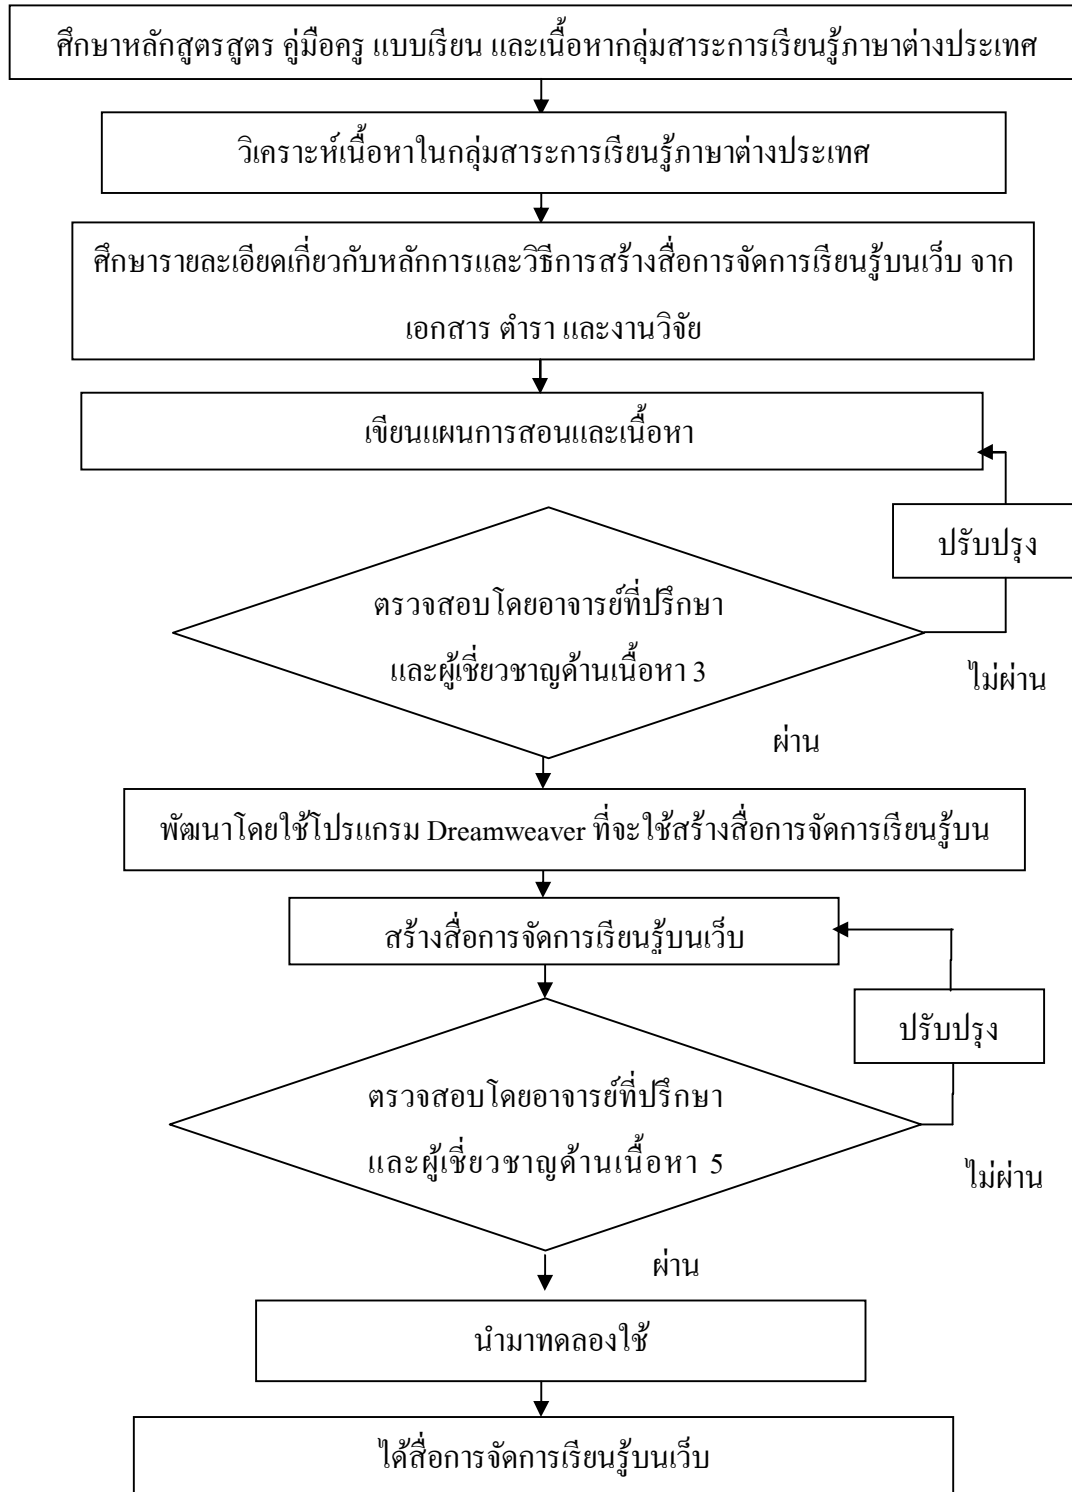 ศึกษาหลักสูตรสูตร คู่มือครู แบบเรียน และเนื้อหากลุ่มสาระการเรียนรู้ภาษาต่างประเทศ
วิเคราะห์เนื้อหาในกลุ่มสาระการเรียนรู้ภาษาต่างประเทศ
ศึกษารายละเอียดเกี่ยวกับหลักการและวิธีการสร้างสื่อการจัดการเรียนรู้บนเว็บ จาก
เอกสาร ตำรา และงานวิจัย
เขียนแผนการสอนและเนื้อหา
ปรับปรุง
ตรวจสอบโดยอาจารย์ที่ปรึกษา
และผู้เชี่ยวชาญด้านเนื้อหา 3
ไม่ผ่าน
ผ่าน
พัฒนาโดยใช้โปรแกรม Dreamweaver ที่จะใช้สร้างสื่อการจัดการเรียนรู้บน
สร้างสื่อการจัดการเรียนรู้บนเว็บ
ปรับปรุง
ตรวจสอบโดยอาจารย์ที่ปรึกษา
และผู้เชี่ยวชาญด้านเนื้อหา 5
ไม่ผ่าน
ผ่าน
นำมาทดลองใช้
ได้สื่อการจัดการเรียนรู้บนเว็บ